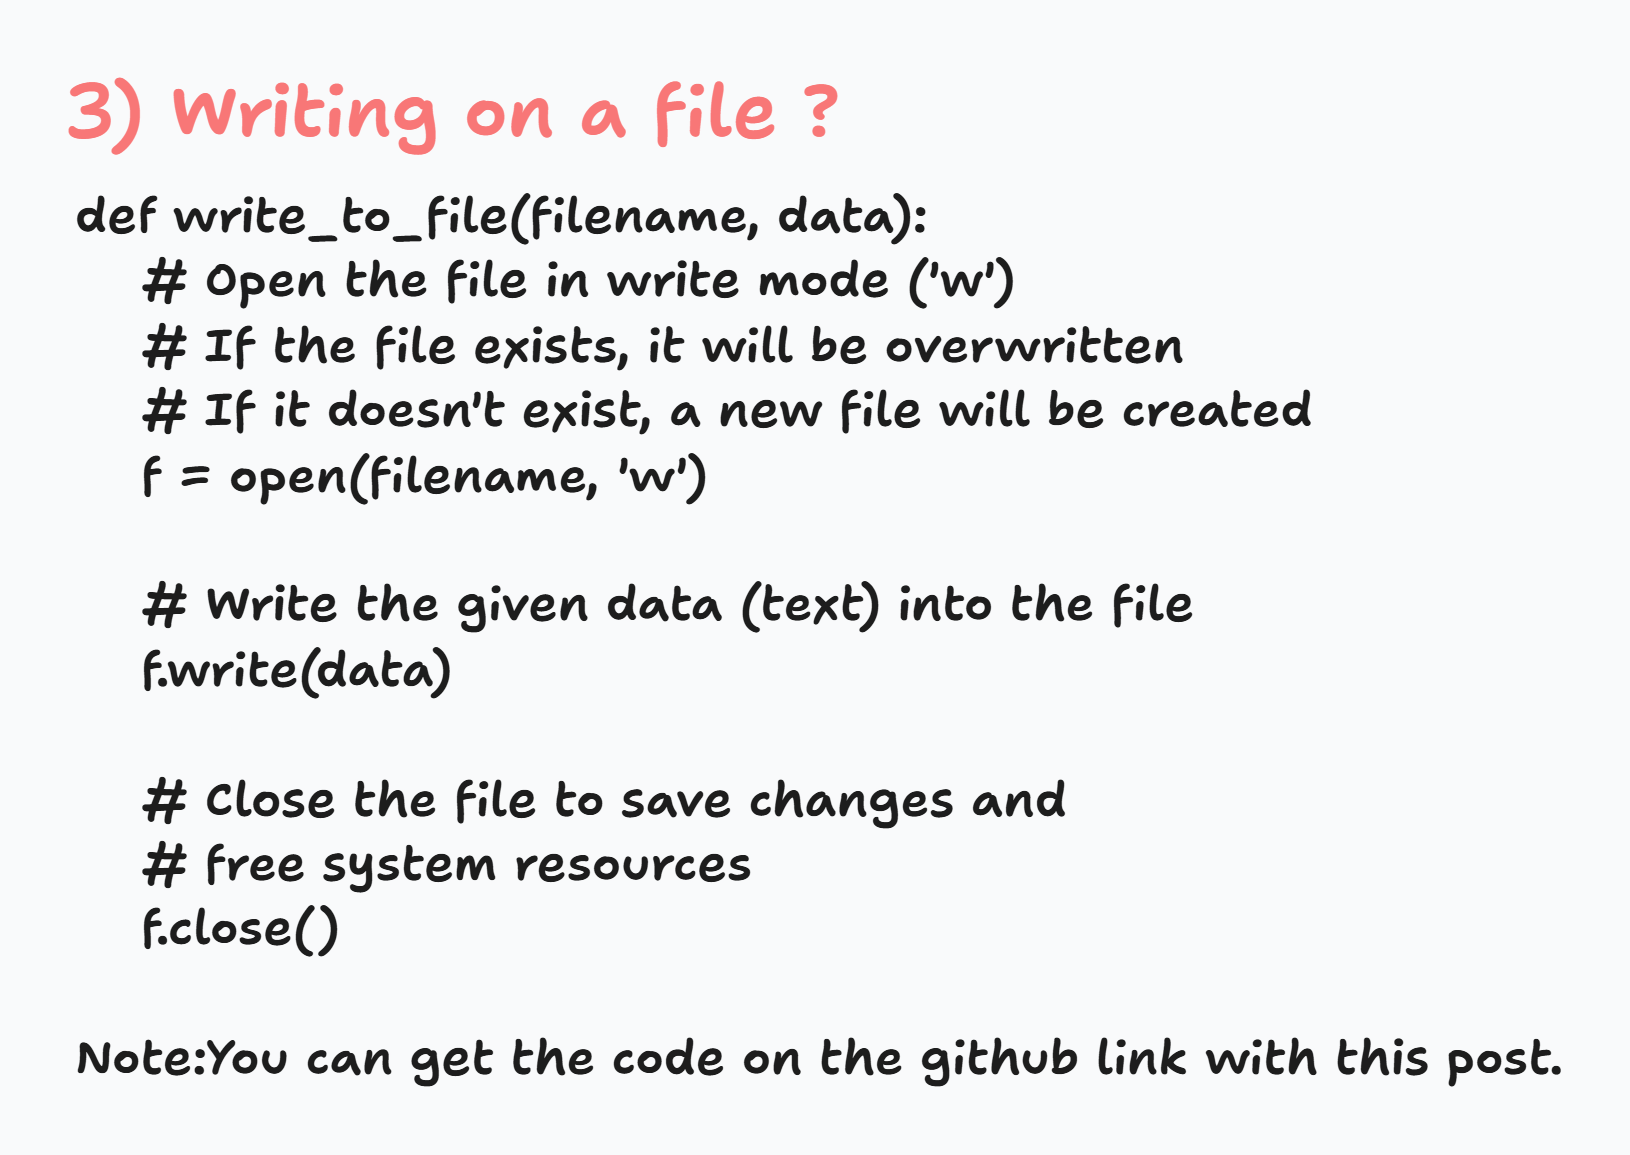 3) Writing on a file ?
def write_to_file(filename, data):
# Open the file in write mode ('w')
# If the file exists, it will be overwritten
# If it doesn't exist, a new file will be created
f = open(filename, 'w')
# Write the given data (text) into the file
f.write(data)
# Close the file to save changes and
# free system resources
f.close()
Note:You can get the code on the github link with this post.